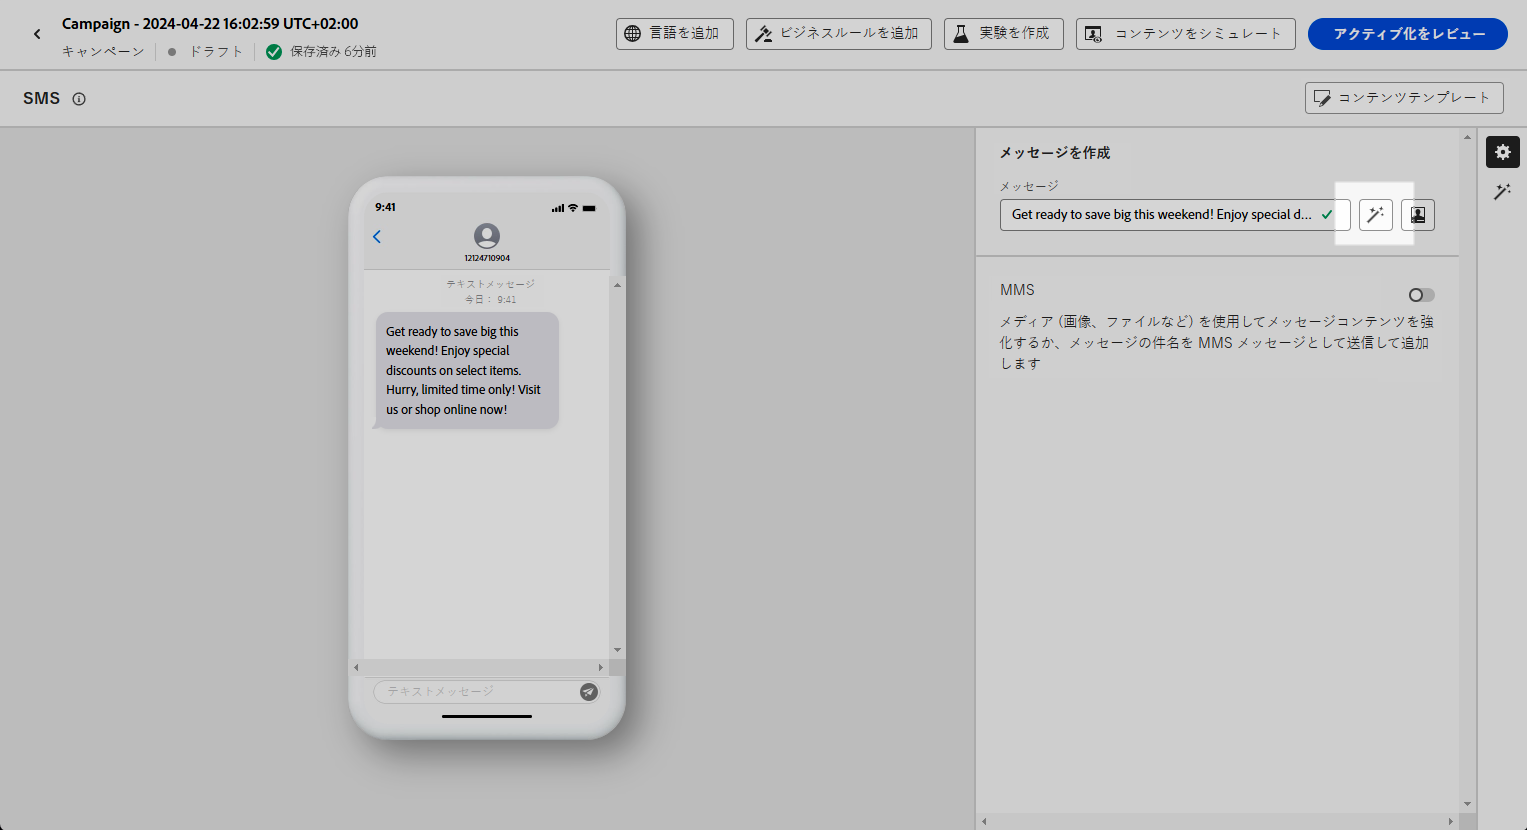 Campaign - 2024-04-22 16:02:59 UTC+02:00
キャンペーン ドラフト 保存済み 6分前
言語を追加 ビジネスルールを追加 実験を作成 コンテンツをシミュレート アクティブ化をレビュー
SMS
コンテンツテンプレート
9:41
12124710904
テキストメッセージ
今日： 9:41
Get ready to save big this
weekend! Enjoy special
discounts on select items.
Hurry, limited time only! Visit
us or shop online now!
テキストメッセージ
メッセージを作成
メッセージ
Get ready to save big this weekend! Enjoy special d...
MMS
メディア (画像、ファイルなど) を使用してメッセージコンテンツを強
化するか、メッセージの件名を MMS メッセージとして送信して追加
します